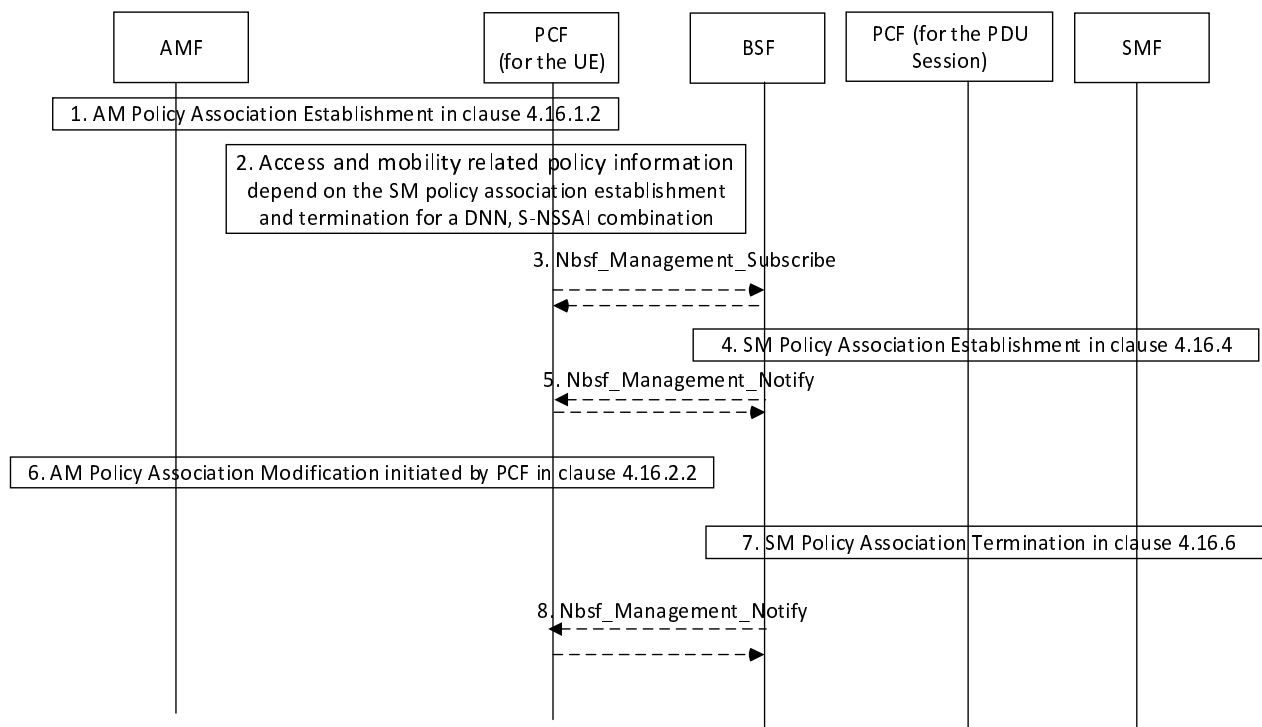 AMF
PCF
(for the UE)
BSF
PCF (for the PDU
Session)
SMF
1. AM Policy Association Establishment in clause 4.16.1.2
2. Access and mobility related policy information
depend on the SM policy association establishment
and termination for a DNN, S-NSSAI combination
3. Nbsf_Management_Subscribe
4. SM Policy Association Establishment in clause 4.16.4
5. Nbsf_Management_Notify
6. AM Policy Association Modification initiated by PCF in clause 4.16.2.2
7. SM Policy Association Termination in clause 4.16.6
8. Nbsf_Management_Notify